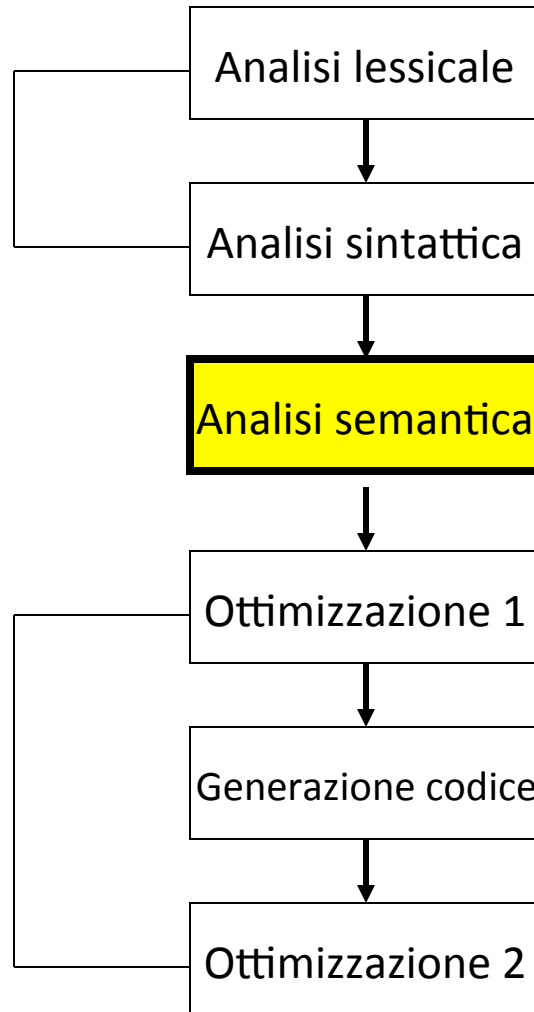 Analisi lessicale
Analisi sintattica
Analisi semantica
Ottimizzazione 1
Generazione codice
Ottimizzazione 2